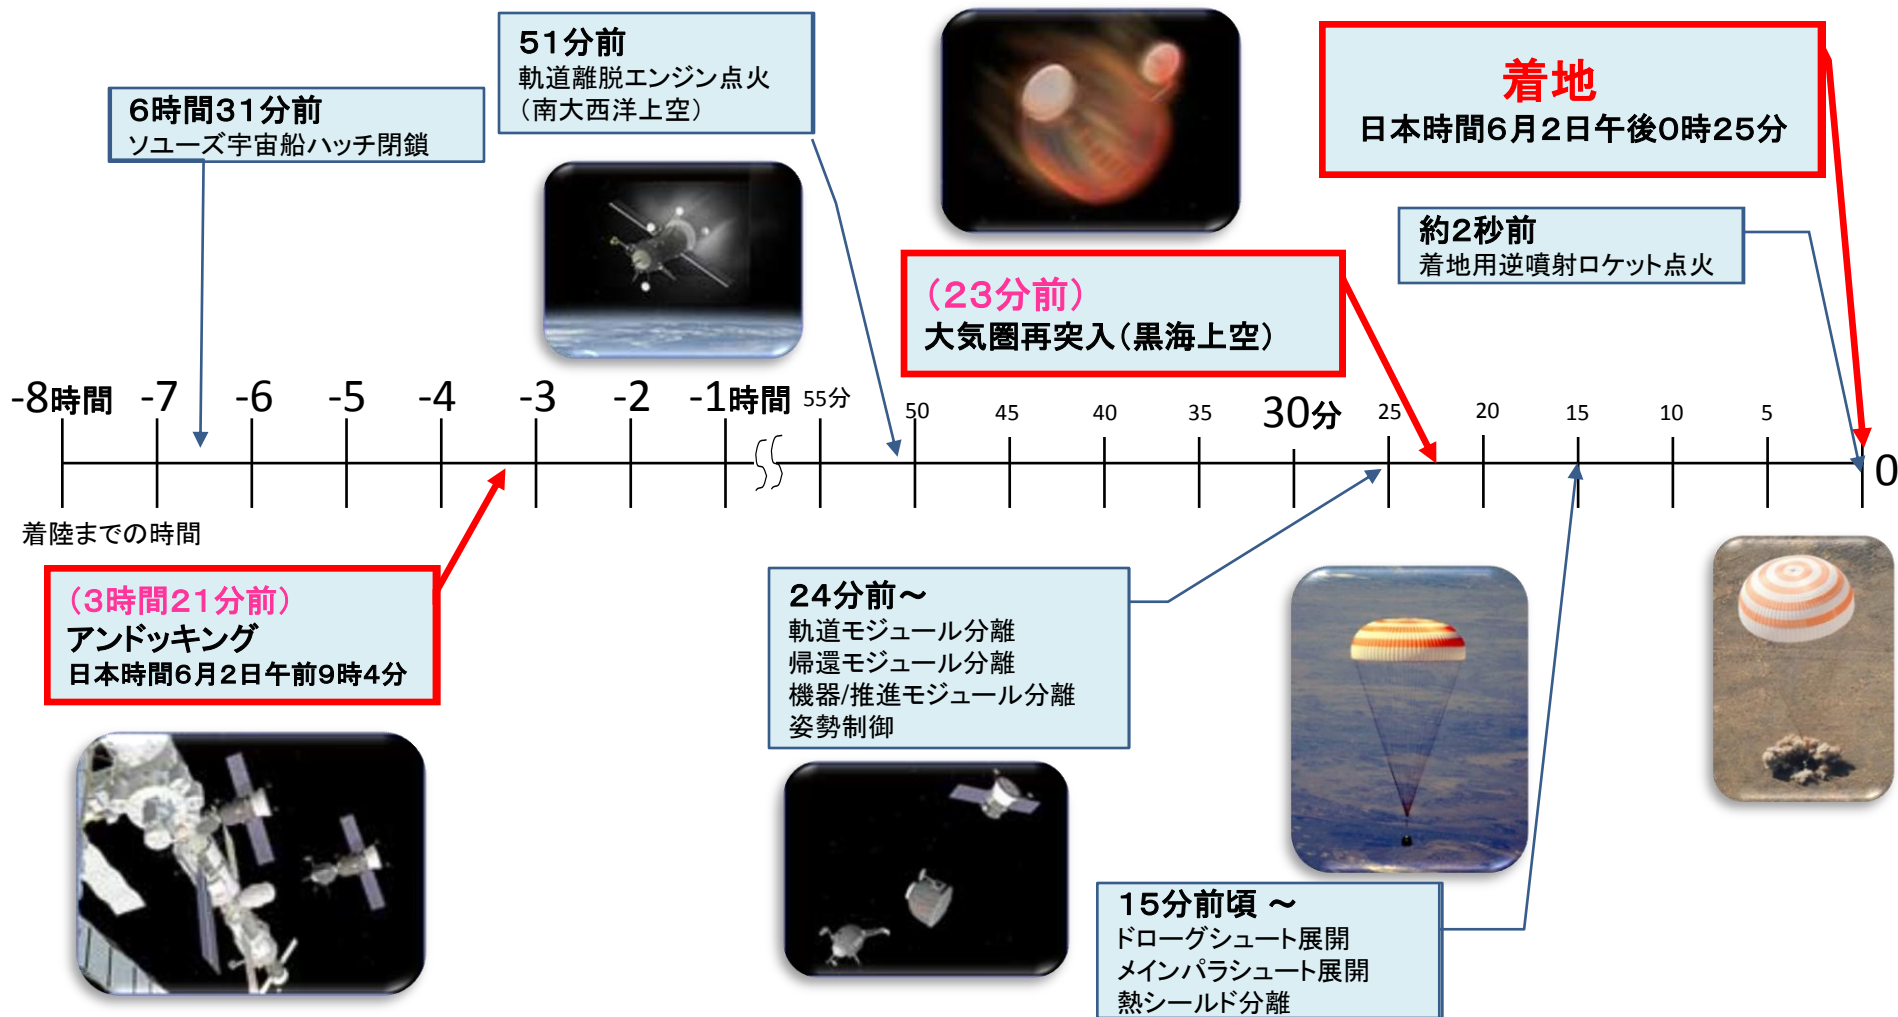 51分前
軌道離脱エンジン点火
（南大西洋上空）
6時間31分前
ソユーズ宇宙船ハッチ閉鎖
着地
日本時間6月2日午後0時25分
約2秒前
着地用逆噴射ロケット点火
（23分前）
大気圏再突入（黒海上空）
-8時間 -7 -6 -5 -4 -3 -2 -1時間 55分 50 45 40 35 30分 25 20 15 10 5 0
着陸までの時間
（3時間21分前）
アンドッキング
日本時間6月2日午前9時4分
24分前～
軌道モジュール分離
帰還モジュール分離
機器/推進モジュール分離
姿勢制御
15分前頃 ～
ドローグシュート展開
メインパラシュート展開
熱シールド分離